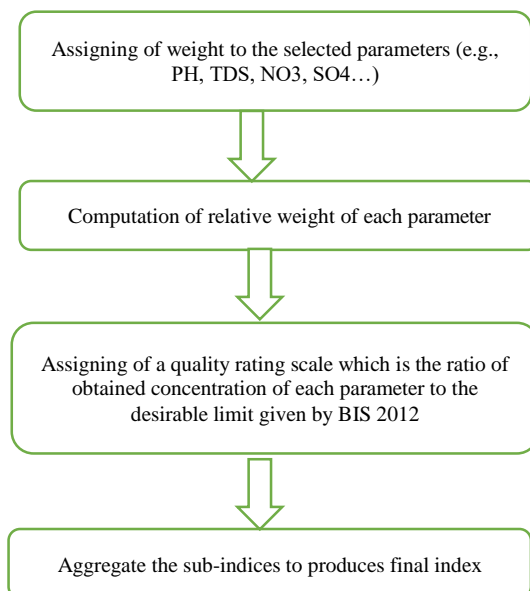 Assigning of weight to the selected parameters (e.g.,
PH, TDS, NO3, SO4…)
Computation of relative weight of each parameter
Assigning of a quality rating scale which is the ratio of
obtained concentration of each parameter to the
desirable limit given by BIS 2012
Aggregate the sub-indices to produces final index